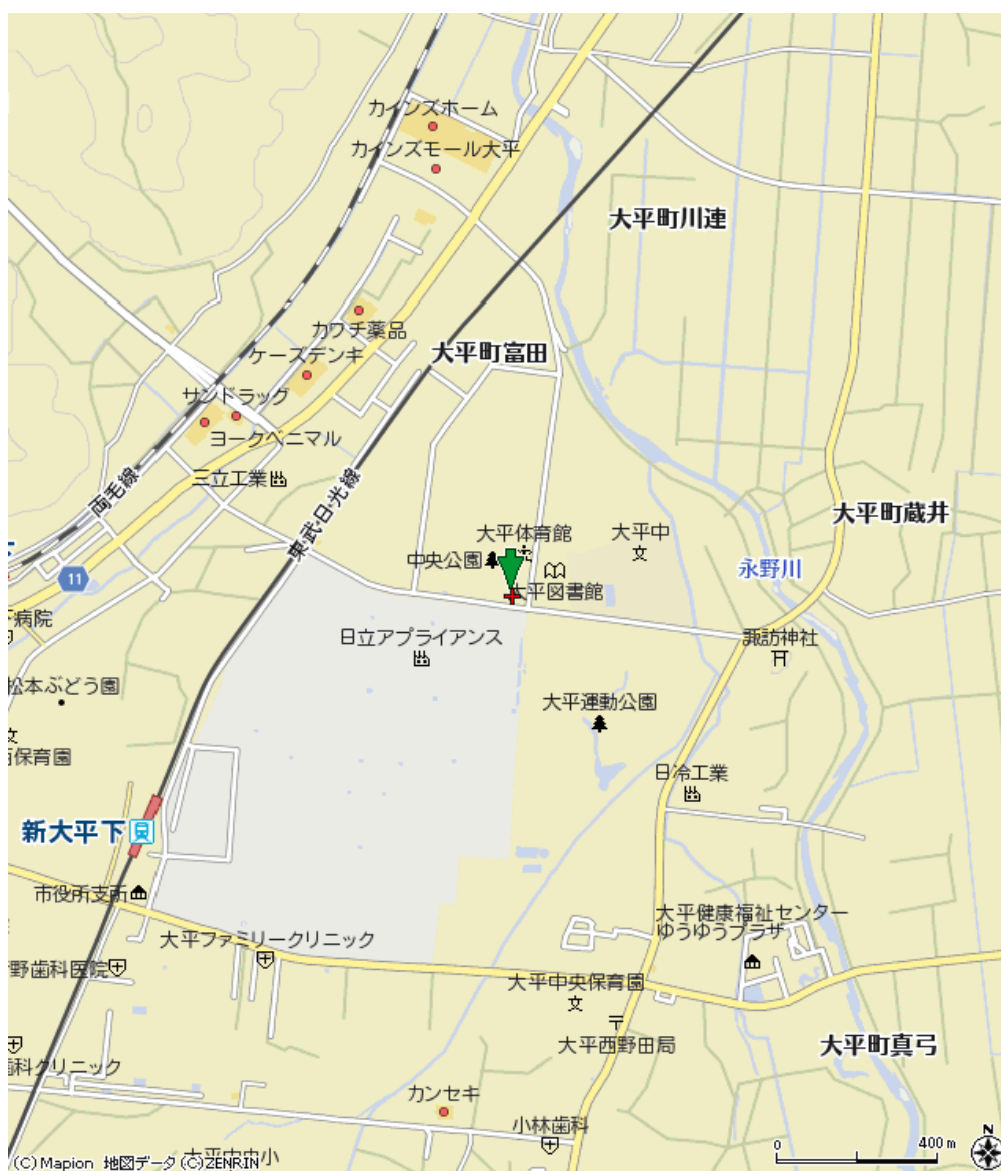 カインズホーム
カインズモール大平
大平町川連
カワチ薬品
大平町富田
ケーズデンキ
サンドラッグ
ヨークベニマル
三立工業
両毛線
東武日光線
大平町蔵井
大平体育館
大平中
中央公園
永野川
11
大平図書館
病院
日立アプライアンス
諏訪神社
松本ぶどう園
大平運動公園
保育園
日冷工業
新大平下
市役所支所
大平健康福祉センター
ゆうゆうプラザ
大平ファミリークリニック
野歯科医院
大平中央保育園
大平西野田局
大平町真弓
歯科クリニック
カンセキ
小林歯科
0 400m
N
(C)Mapion 地図データ(C)ZENRIN